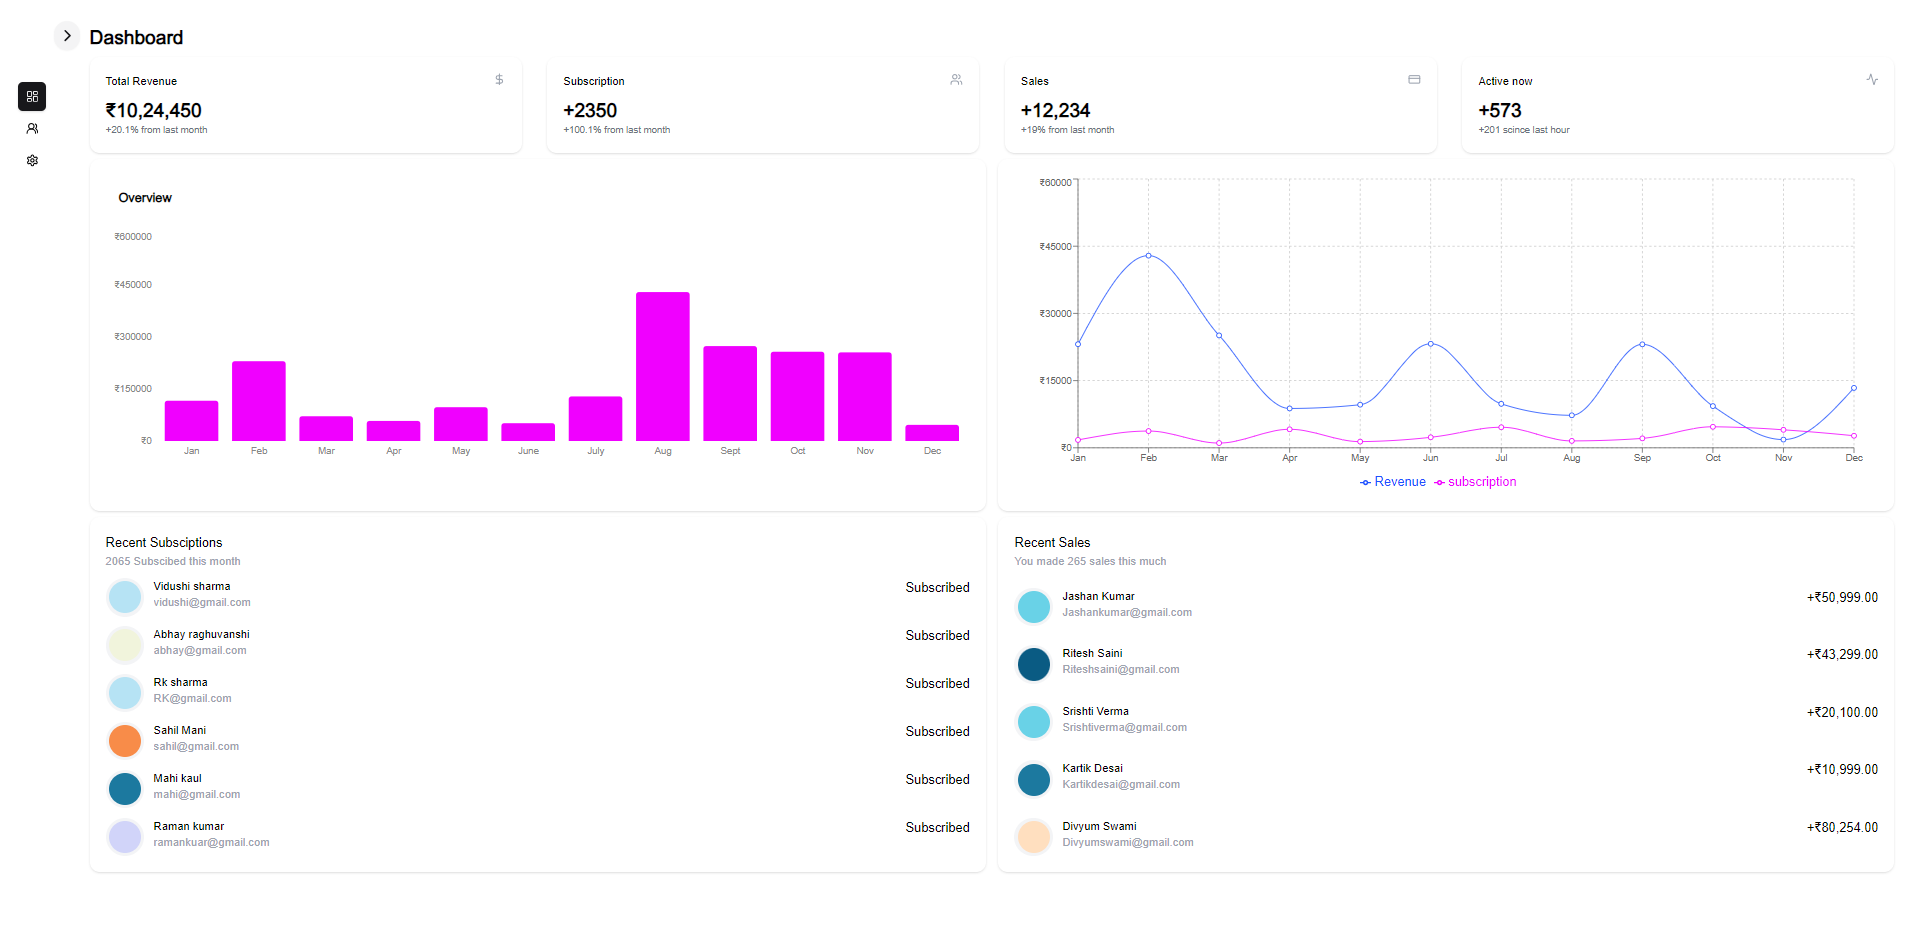 Dashboard
Total Revenue
₹10,24,450
+20.1% from last month
Subscription
+2350
+100.1% from last month
Sales
+12,234
+19% from last month
Active now
+573
+201 scince last hour
Overview
₹600000
₹450000
₹300000
₹150000
₹0
Jan Feb Mar Apr May June July Aug Sept Oct Nov Dec
₹60000
₹45000
₹30000
₹15000
₹0
Jan Feb Mar Apr May Jun Jul Aug Sep Oct Nov Dec
Revenue subscription
Recent Subsciptions
2065 Subscibed this month
Vidushi sharma
vidushi@gmail.com
Subscribed
Abhay raghuvanshi
abhay@gmail.com
Subscribed
Rk sharma
RK@gmail.com
Subscribed
Sahil Mani
sahil@gmail.com
Subscribed
Mahi kaul
mahi@gmail.com
Subscribed
Raman kumar
ramankuar@gmail.com
Subscribed
Recent Sales
You made 265 sales this much
Jashan Kumar
Jashankumar@gmail.com
+₹50,999.00
Ritesh Saini
Riteshsaini@gmail.com
+₹43,299.00
Srishti Verma
Srishtiverma@gmail.com
+₹20,100.00
Kartik Desai
Kartikdesai@gmail.com
+₹10,999.00
Divyum Swami
Divyumswami@gmail.com
+₹80,254.00